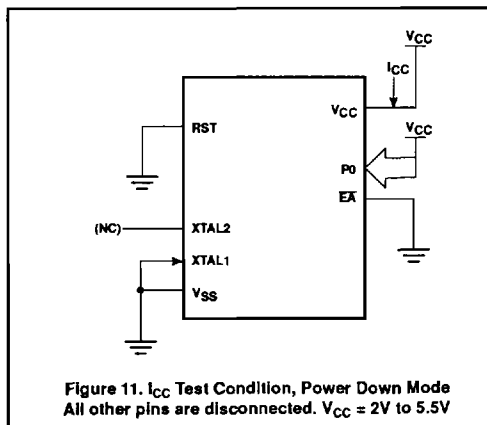 VCC
ICC
VCC
RST
VCC
P0
EA
(NC)
XTAL2
XTAL1
VSS
Figure 11. ICC Test Condition, Power Down Mode
All other pins are disconnected. VCC = 2V to 5.5V